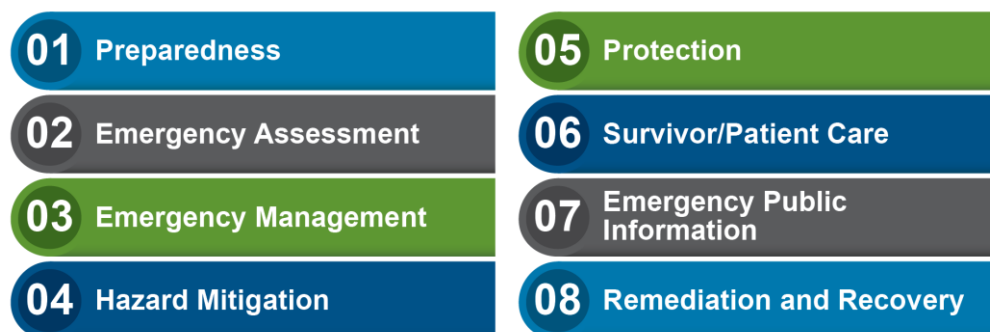 01 Preparedness
02 Emergency Assessment
03 Emergency Management
04 Hazard Mitigation
05 Protection
06 Survivor/Patient Care
07 Emergency Public
Information
08 Remediation and Recovery